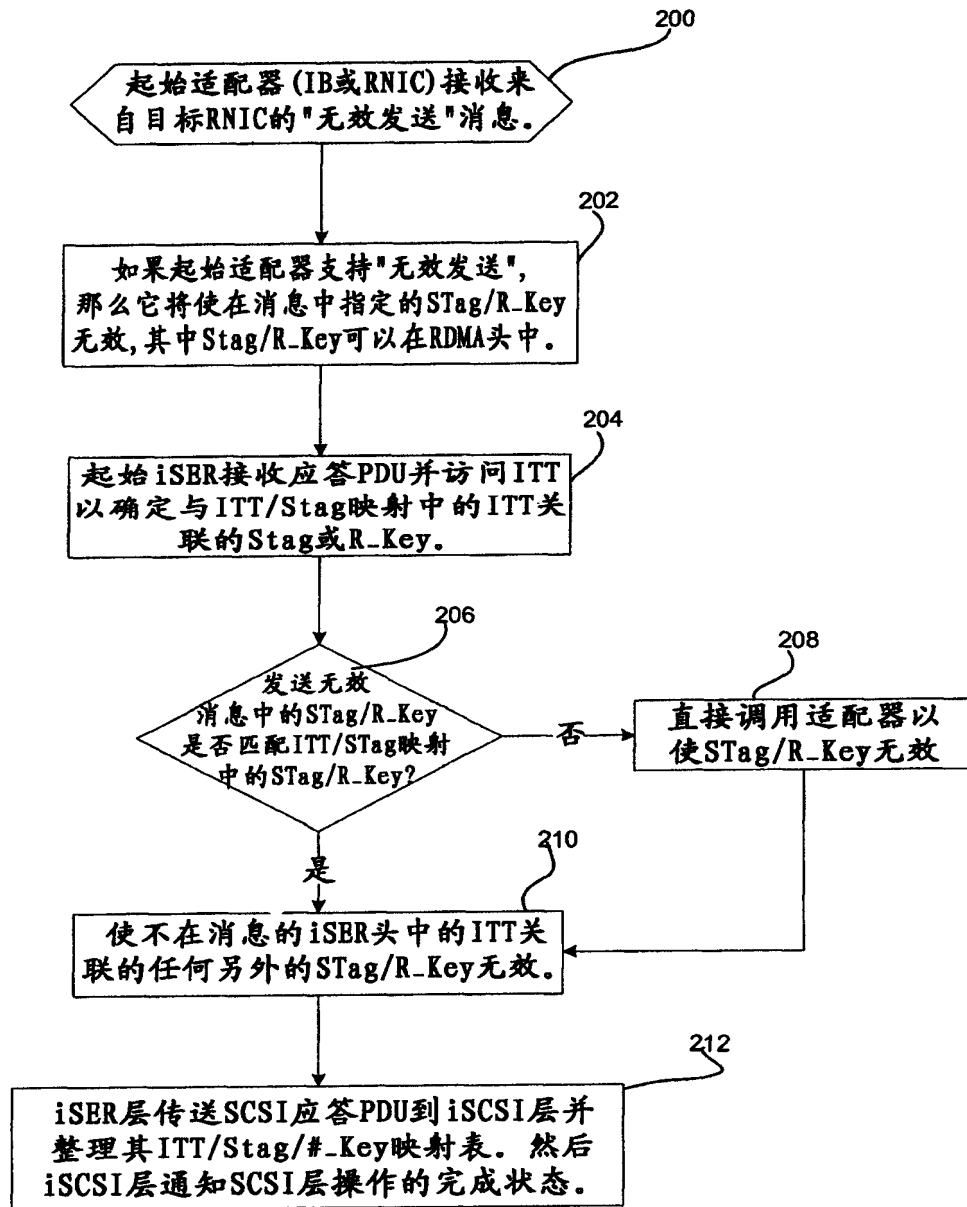 200
起始适配器(IB或RNIC)接收来
自目标RNIC的"无效发送"消息。
202
如果起始适配器支持"无效发送",
那么它将使在消息中指定的STag/R_Key
无效,其中Stag/R_Key可以在RDMA头中。
204
起始iSER接收应答PDU并访问ITT
以确定与ITT/Stag映射中的ITT关
联的Stag或R_Key。
206
发送无效
消息中的STag/R_Key
是否匹配ITT/STag映射
中的STag/R_Key?
否
208
直接调用适配器以
使STag/R_Key无效
是
210
使不在消息的iSER头中的ITT关
联的任何另外的STag/R_Key无效。
212
iSER层传送SCSI应答PDU到iSCSI层并
整理其ITT/Stag/#_Key映射表。然后
iSCSI层通知SCSI层操作的完成状态。